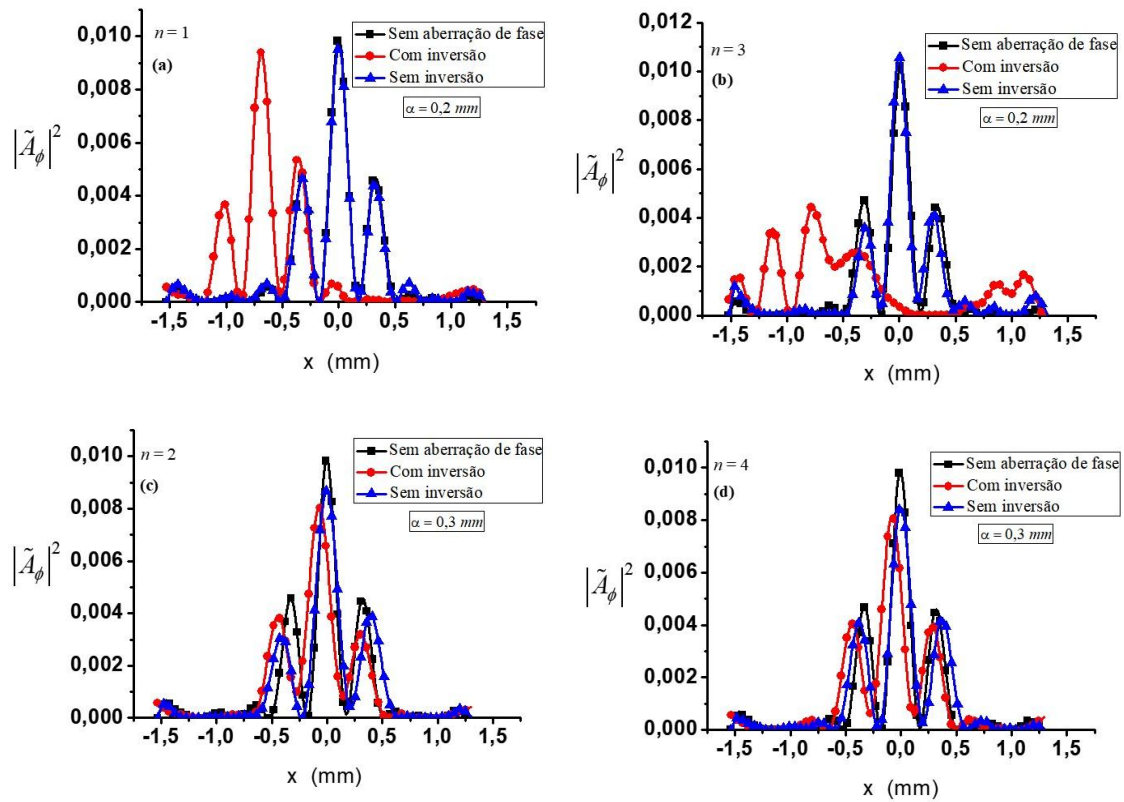 n = 1
(a)
Sem aberração de fase
Com inversão
Sem inversão
α = 0,2 mm
|Ã_ϕ|²
0,010
0,008
0,006
0,004
0,002
0,000
-1,5 -1,0 -0,5 0,0 0,5 1,0 1,5
x (mm)
n = 3
(b)
Sem aberração de fase
Com inversão
Sem inversão
α = 0,2 mm
|Ã_ϕ|²
0,012
0,010
0,008
0,006
0,004
0,002
0,000
-1,5 -1,0 -0,5 0,0 0,5 1,0 1,5
x (mm)
n = 2
(c)
Sem aberração de fase
Com inversão
Sem inversão
α = 0,3 mm
|Ã_ϕ|²
0,010
0,008
0,006
0,004
0,002
0,000
-1,5 -1,0 -0,5 0,0 0,5 1,0 1,5
x (mm)
n = 4
(d)
Sem aberração de fase
Com inversão
Sem inversão
α = 0,3 mm
|Ã_ϕ|²
0,010
0,008
0,006
0,004
0,002
0,000
-1,5 -1,0 -0,5 0,0 0,5 1,0 1,5
x (mm)